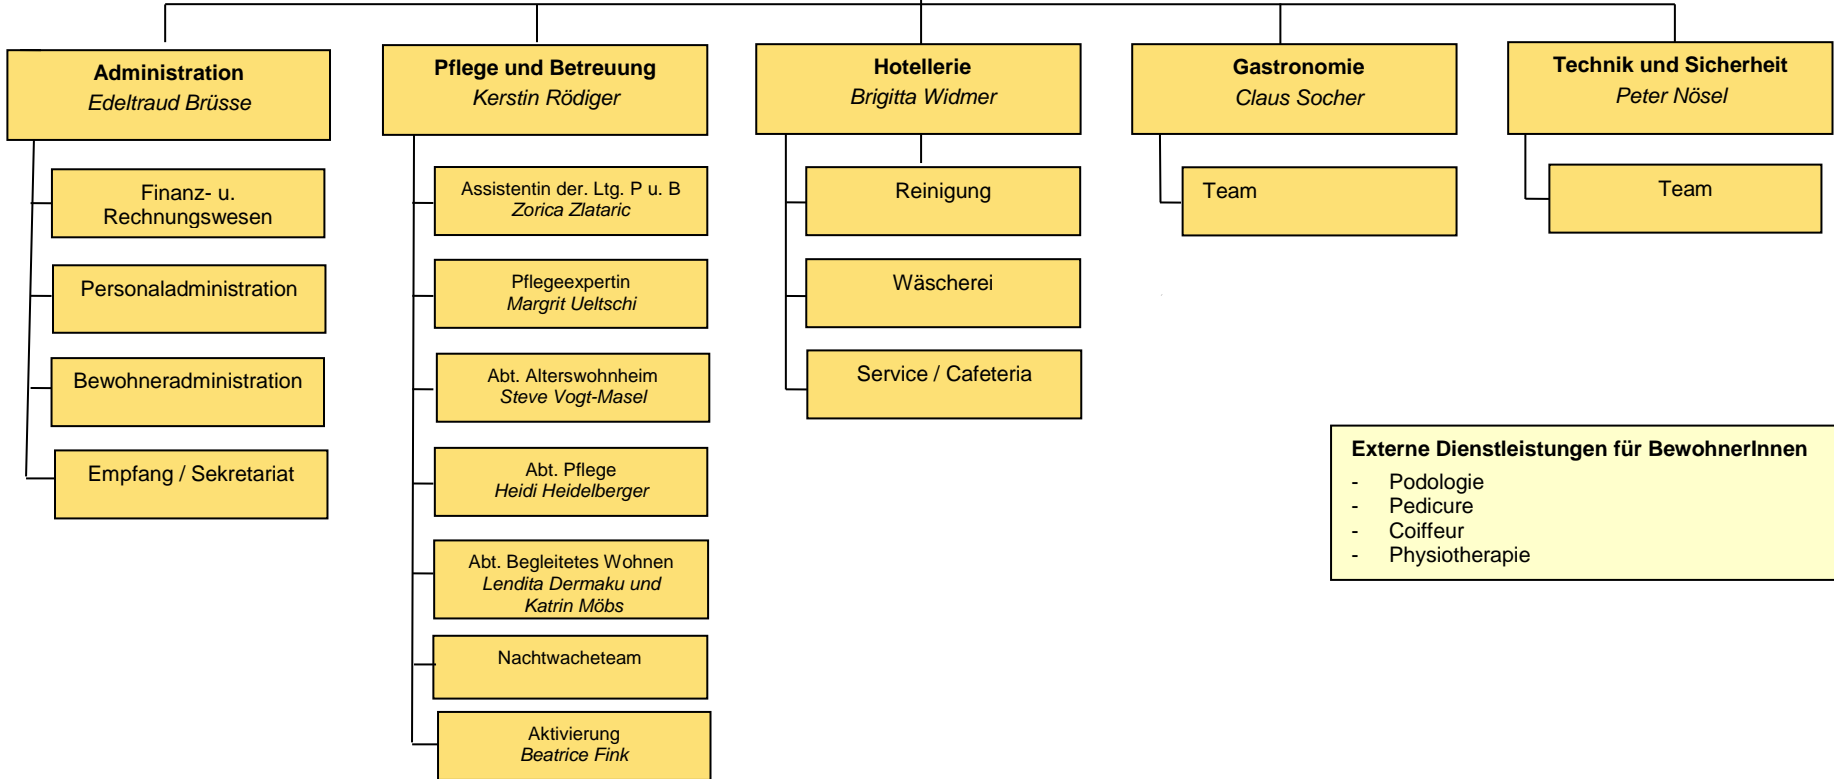 Administration
Edeltraud Brüsse
Finanz- u.
Rechnungswesen
Personaladministration
Bewohneradministration
Empfang / Sekretariat
Pflege und Betreuung
Kerstin Rödiger
Assistentin der. Ltg. P u. B
Zorica Zlataric
Pflegeexpertin
Margrit Ueltschi
Abt. Alterswohnheim
Steve Vogt-Masel
Abt. Pflege
Heidi Heidelberger
Abt. Begleitetes Wohnen
Lendita Dermaku und
Katrin Möbs
Nachtwacheteam
Aktivierung
Beatrice Fink
Hotellerie
Brigitta Widmer
Reinigung
Wäscherei
Service / Cafeteria
Gastronomie
Claus Socher
Team
Technik und Sicherheit
Peter Nösel
Team
Externe Dienstleistungen für BewohnerInnen
- Podologie
- Pedicure
- Coiffeur
- Physiotherapie